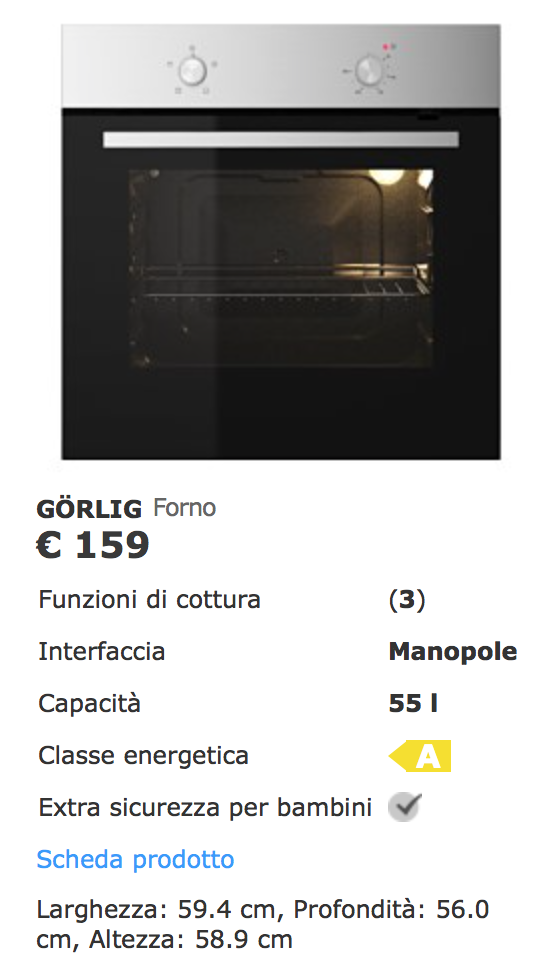 GÖRLIG Forno
€ 159
Funzioni di cottura (3)
Interfaccia Manopole
Capacità 55 l
Classe energetica A
Extra sicurezza per bambini
Scheda prodotto
Larghezza: 59.4 cm, Profondità: 56.0
cm, Altezza: 58.9 cm